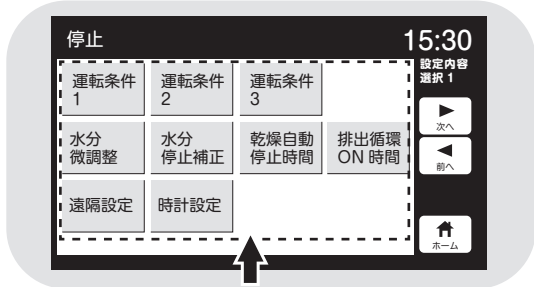 停止
15:30
設定内容
選択 1
運転条件
1
運転条件
2
運転条件
3
次へ
水分
微調整
水分
停止補正
乾燥自動
停止時間
排出循環
ON 時間
前へ
遠隔設定
時計設定
ホーム